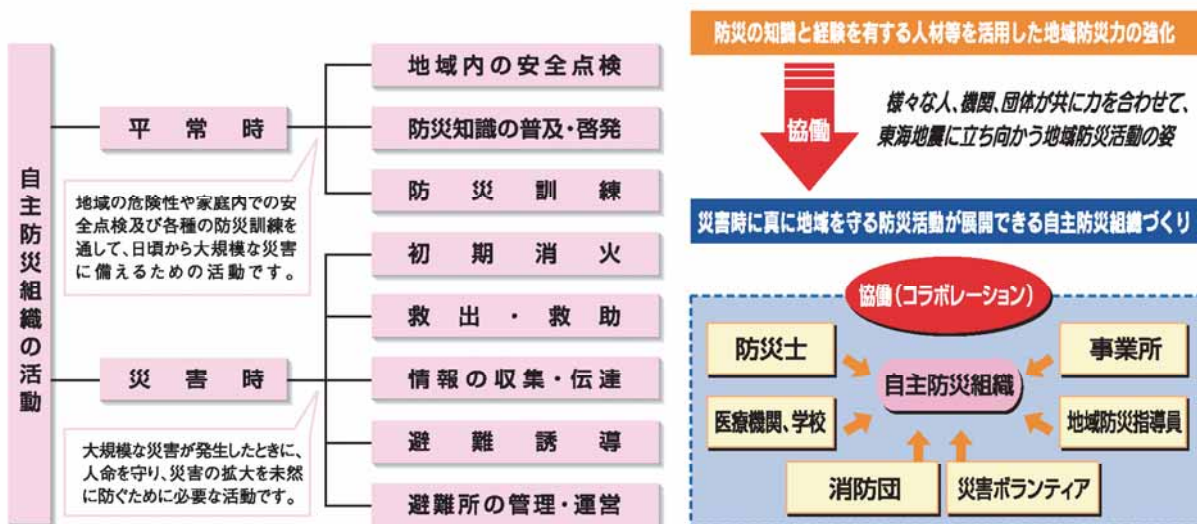 自主防災組織の活動
平常時
地域の危険性や家庭内での安
全点検及び各種の防災訓練を
通して、日頃から大規模な災害
に備えるための活動です。
地域内の安全点検
防災知識の普及・啓発
防災訓練
災害時
大規模な災害が発生したときに、
人命を守り、災害の拡大を未然
に防ぐために必要な活動です。
初期消火
救出・救助
情報の収集・伝達
避難誘導
避難所の管理・運営
防災の知識と経験を有する人材等を活用した地域防災力の強化
協働
様々な人、機関、団体が共に力を合わせて、
東海地震に立ち向かう地域防災活動の姿
災害時に真に地域を守る防災活動が展開できる自主防災組織づくり
協働（コラボレーション）
防災士
事業所
自主防災組織
医療機関、学校
地域防災指導員
消防団
災害ボランティア